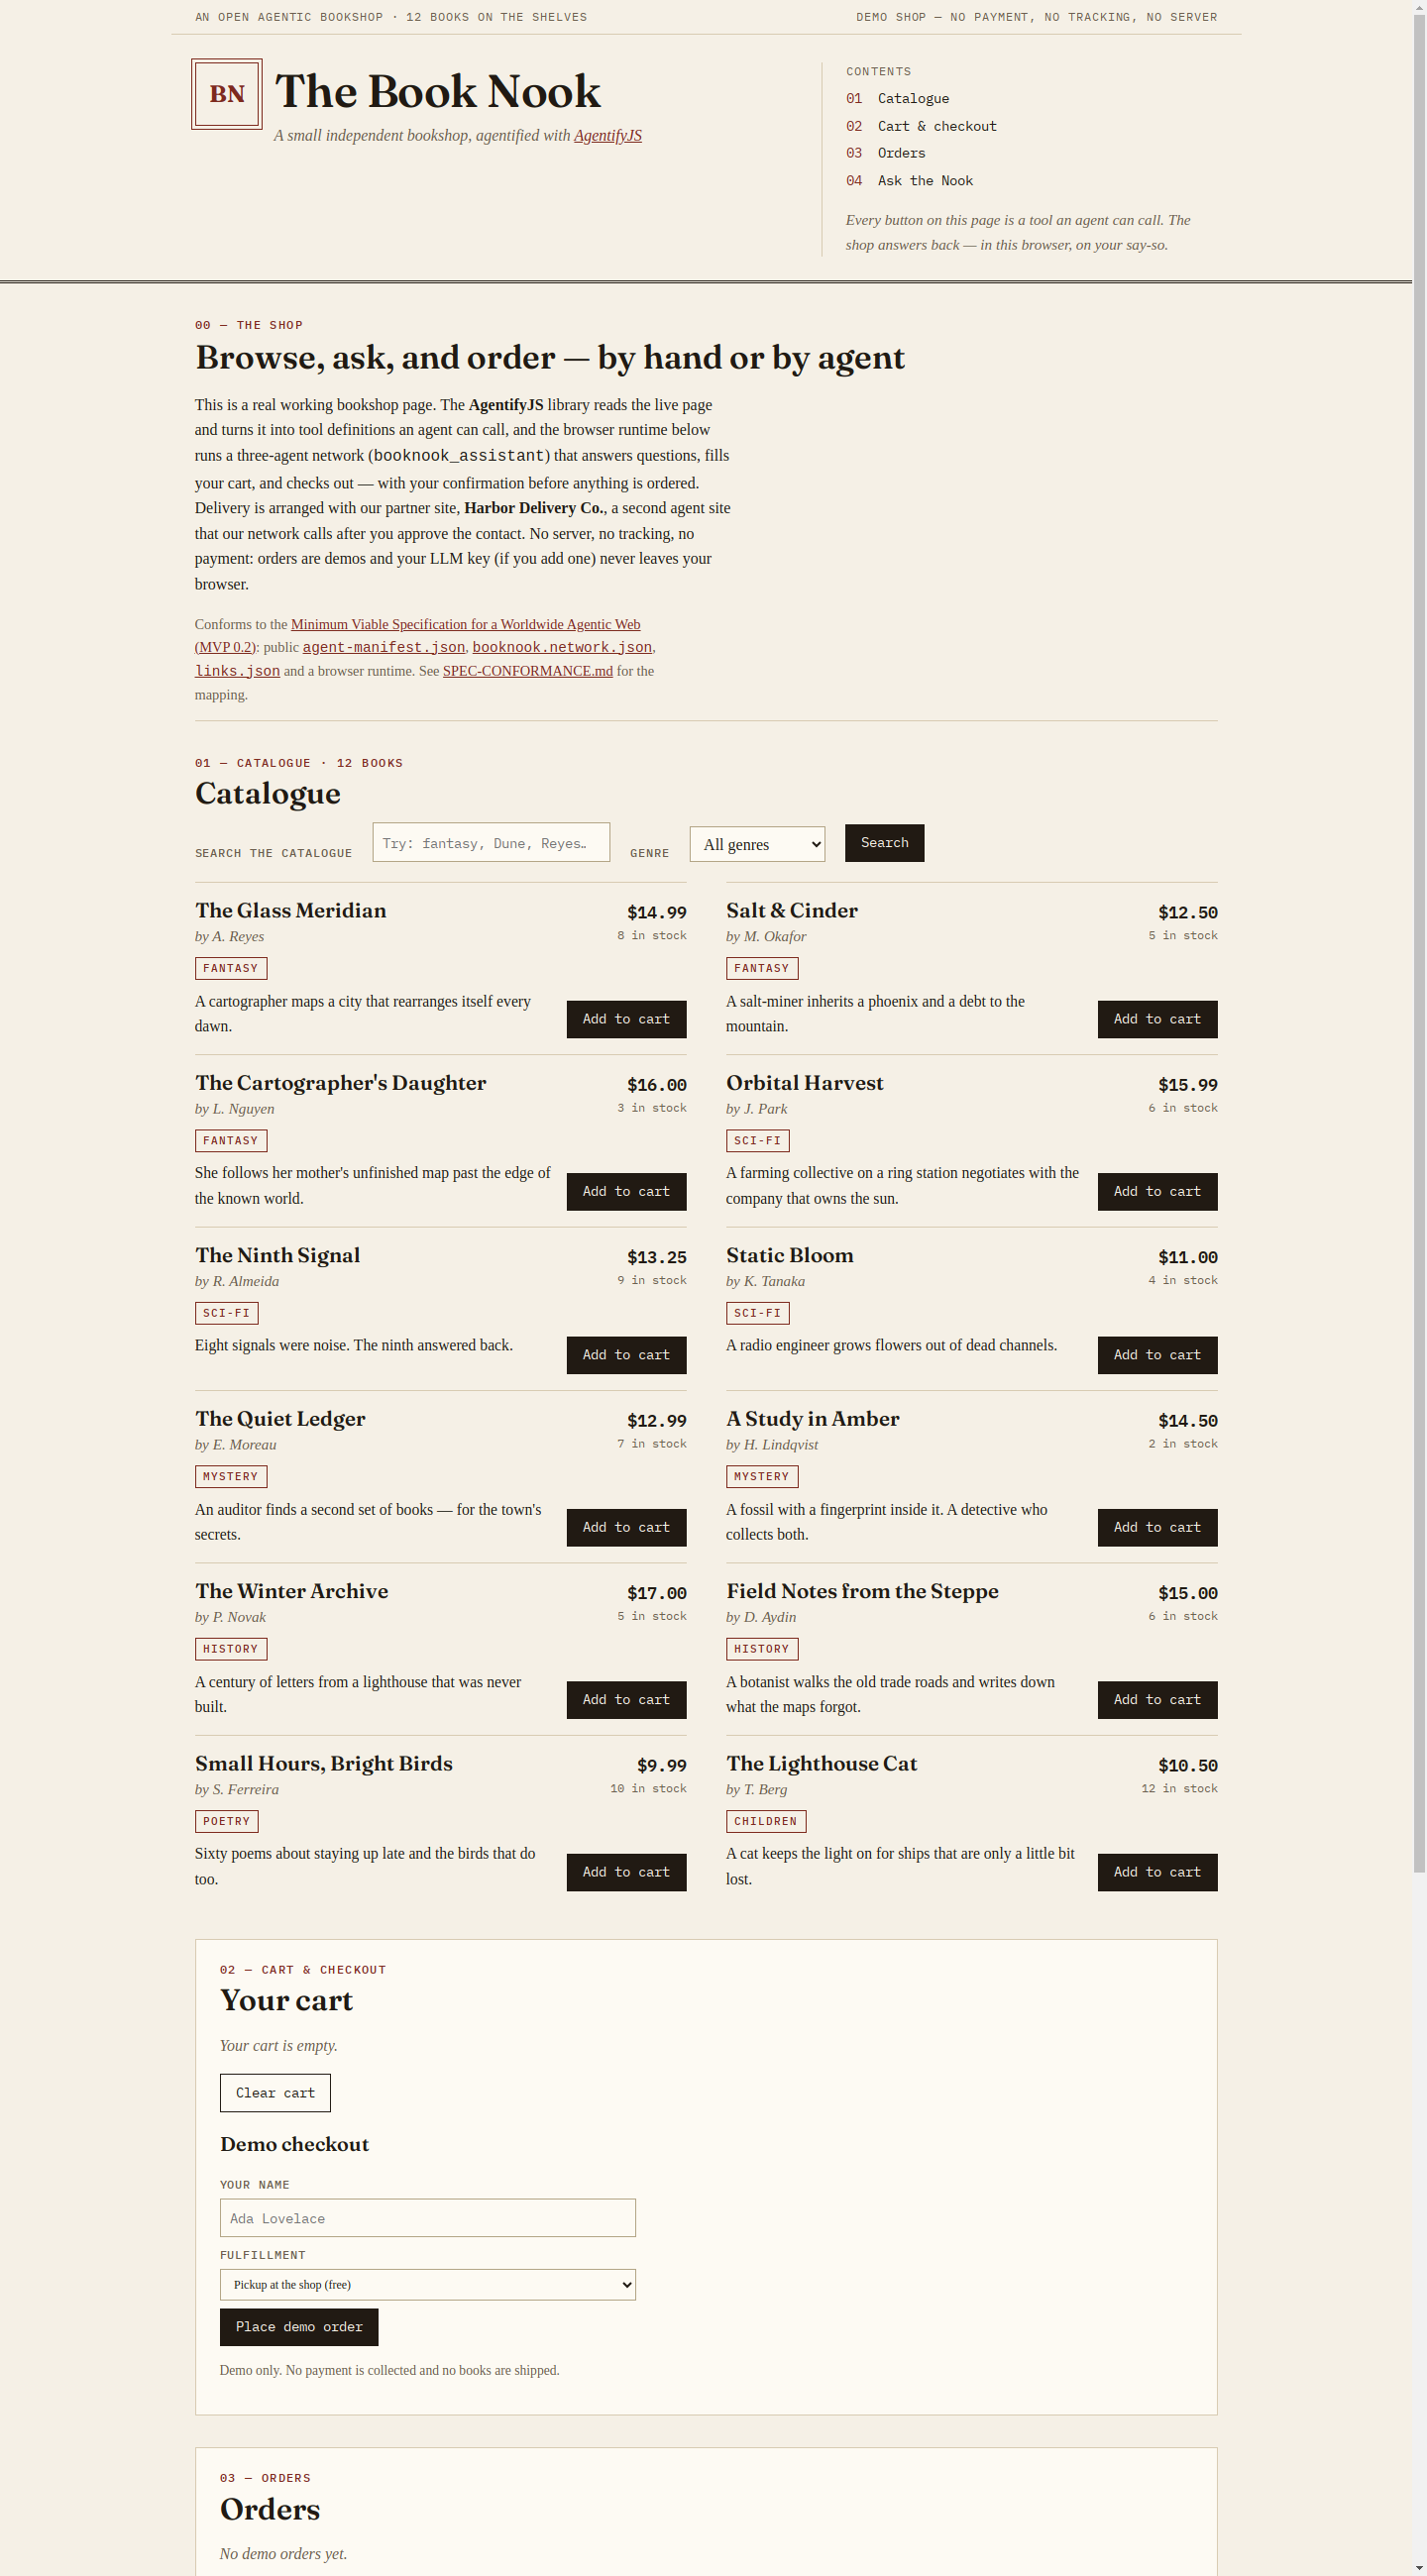 AN OPEN AGENTIC BOOKSHOP · 12 BOOKS ON THE SHELVES
DEMO SHOP — NO PAYMENT, NO TRACKING, NO SERVER
BN
The Book Nook
A small independent bookshop, agentified with AgentifyJS
CONTENTS
01 Catalogue
02 Cart & checkout
03 Orders
04 Ask the Nook
Every button on this page is a tool an agent can call. The
shop answers back — in this browser, on your say-so.
00 — THE SHOP
Browse, ask, and order — by hand or by agent
This is a real working bookshop page. The AgentifyJS library reads the live page
and turns it into tool definitions an agent can call, and the browser runtime below
runs a three-agent network (booknook_assistant) that answers questions, fills
your cart, and checks out — with your confirmation before anything is ordered.
Delivery is arranged with our partner site, Harbor Delivery Co., a second agent site
that our network calls after you approve the contact. No server, no tracking, no
payment: orders are demos and your LLM key (if you add one) never leaves your
browser.
Conforms to the Minimum Viable Specification for a Worldwide Agentic Web
(MVP 0.2): public agent-manifest.json, booknook.network.json,
links.json and a browser runtime. See SPEC-CONFORMANCE.md for the
mapping.
01 — CATALOGUE · 12 BOOKS
Catalogue
SEARCH THE CATALOGUE Try: fantasy, Dune, Reyes… GENRE All genres Search
The Glass Meridian $14.99
by A. Reyes 8 in stock
FANTASY
A cartographer maps a city that rearranges itself every
dawn.
Add to cart
Salt & Cinder $12.50
by M. Okafor 5 in stock
FANTASY
A salt-miner inherits a phoenix and a debt to the
mountain.
Add to cart
The Cartographer's Daughter $16.00
by L. Nguyen 3 in stock
FANTASY
She follows her mother's unfinished map past the edge of
the known world.
Add to cart
Orbital Harvest $15.99
by J. Park 6 in stock
SCI-FI
A farming collective on a ring station negotiates with the
company that owns the sun.
Add to cart
The Ninth Signal $13.25
by R. Almeida 9 in stock
SCI-FI
Eight signals were noise. The ninth answered back.
Add to cart
Static Bloom $11.00
by K. Tanaka 4 in stock
SCI-FI
A radio engineer grows flowers out of dead channels.
Add to cart
The Quiet Ledger $12.99
by E. Moreau 7 in stock
MYSTERY
An auditor finds a second set of books — for the town's
secrets.
Add to cart
A Study in Amber $14.50
by H. Lindqvist 2 in stock
MYSTERY
A fossil with a fingerprint inside it. A detective who
collects both.
Add to cart
The Winter Archive $17.00
by P. Novak 5 in stock
HISTORY
A century of letters from a lighthouse that was never
built.
Add to cart
Field Notes from the Steppe $15.00
by D. Aydin 6 in stock
HISTORY
A botanist walks the old trade roads and writes down
what the maps forgot.
Add to cart
Small Hours, Bright Birds $9.99
by S. Ferreira 10 in stock
POETRY
Sixty poems about staying up late and the birds that do
too.
Add to cart
The Lighthouse Cat $10.50
by T. Berg 12 in stock
CHILDREN
A cat keeps the light on for ships that are only a little bit
lost.
Add to cart
02 — CART & CHECKOUT
Your cart
Your cart is empty.
Clear cart
Demo checkout
YOUR NAME
Ada Lovelace
FULFILLMENT
Pickup at the shop (free)
Place demo order
Demo only. No payment is collected and no books are shipped.
03 — ORDERS
Orders
No demo orders yet.